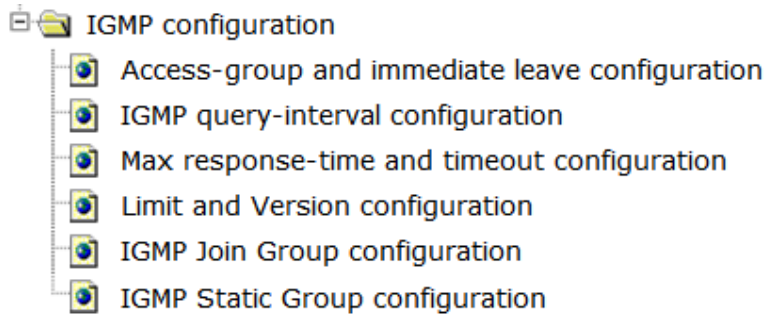 IGMP configuration
Access-group and immediate leave configuration
IGMP query-interval configuration
Max response-time and timeout configuration
Limit and Version configuration
IGMP Join Group configuration
IGMP Static Group configuration